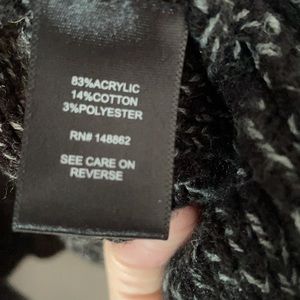 83%ACRYLIC
14%COTTON
3%POLYESTER
RN# 148862
SEE CARE ON
REVERSE